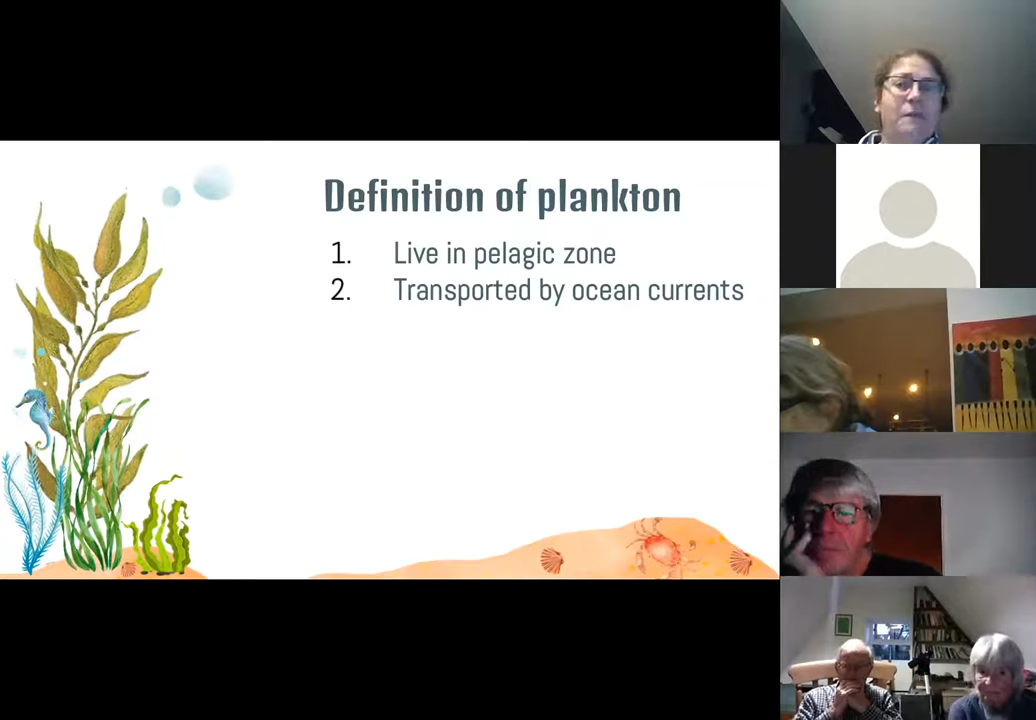 Definition of plankton
1. Live in pelagic zone
2. Transported by ocean currents